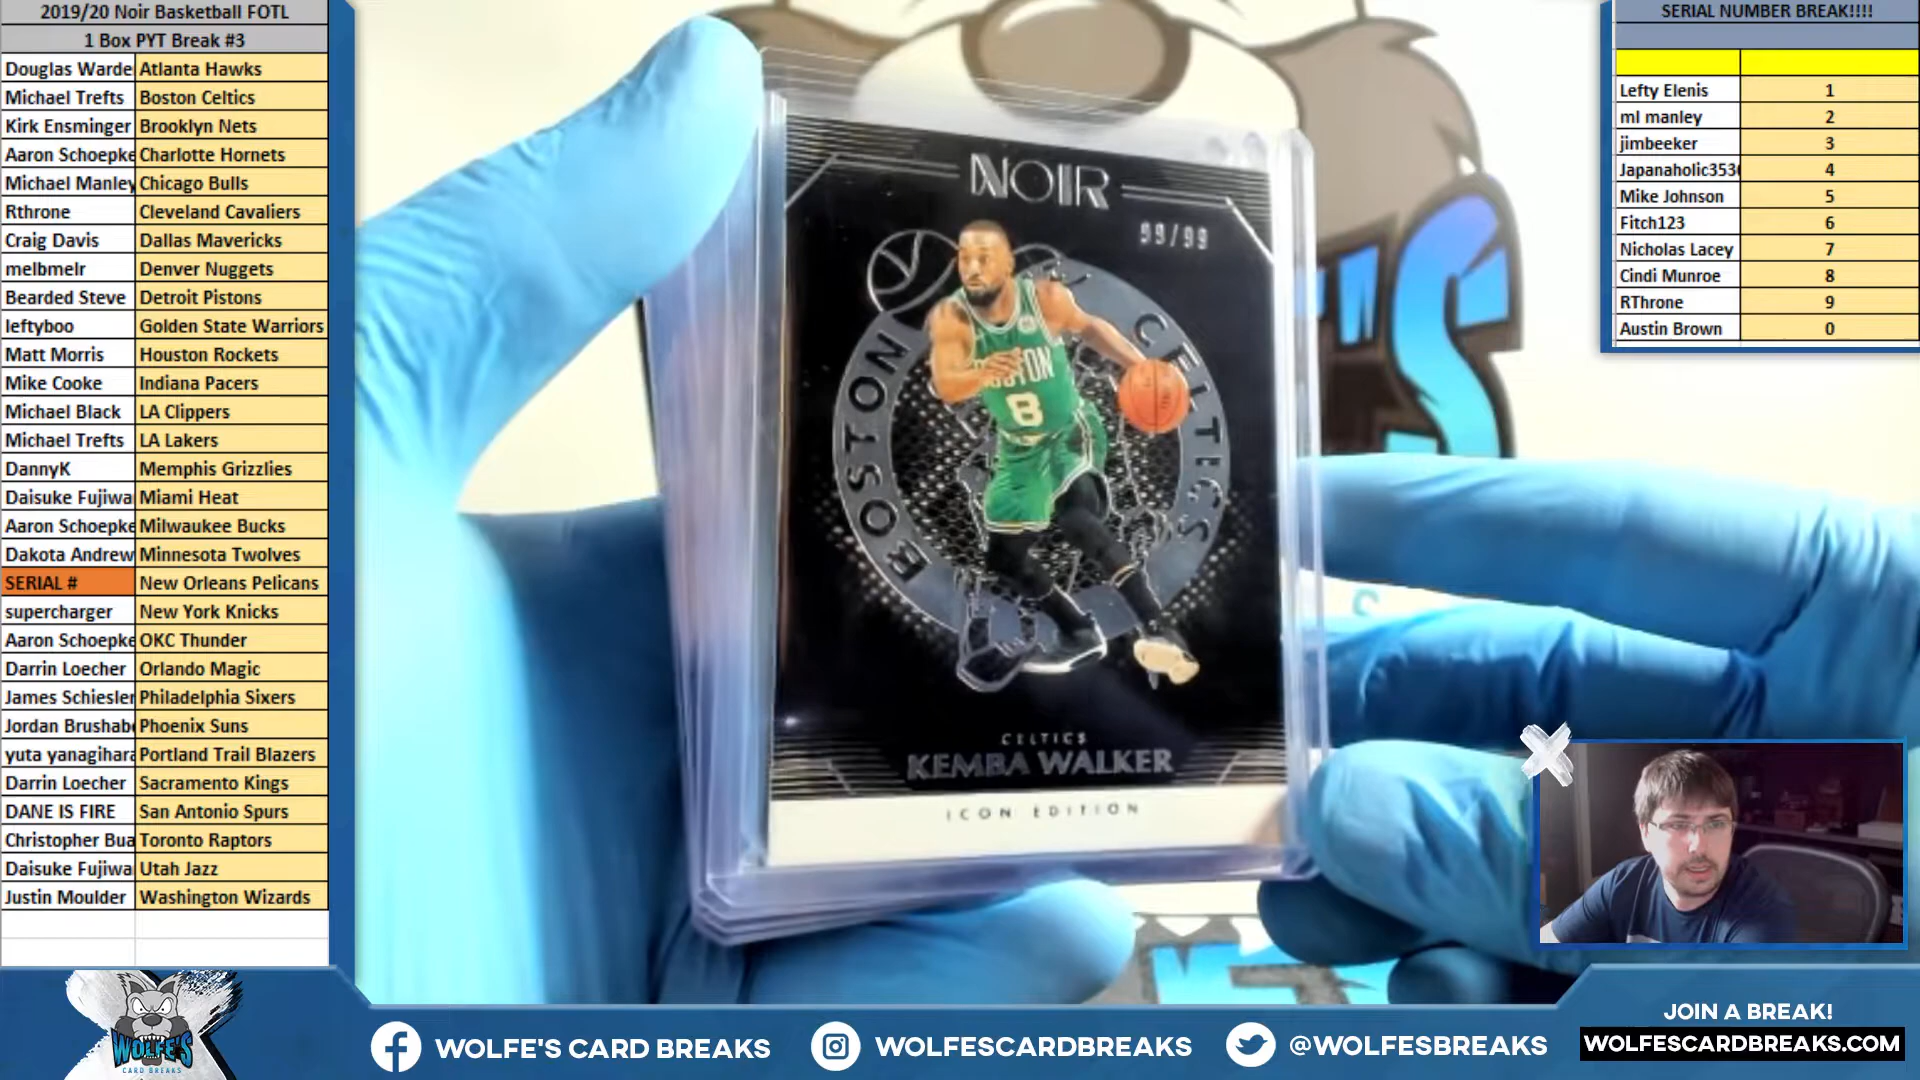 2019/20 Noir Basketball FOTL
1 Box PYT Break #3
Douglas Warde Atlanta Hawks
Michael Trefts Boston Celtics
Kirk Ensminger Brooklyn Nets
Aaron Schoepke Charlotte Hornets
Michael Manley Chicago Bulls
Rthrone Cleveland Cavaliers
Craig Davis Dallas Mavericks
melbmelr Denver Nuggets
Bearded Steve Detroit Pistons
leftyboo Golden State Warriors
Matt Morris Houston Rockets
Mike Cooke Indiana Pacers
Michael Black LA Clippers
Michael Trefts LA Lakers
DannyK Memphis Grizzlies
Daisuke Fujiwa Miami Heat
Aaron Schoepke Milwaukee Bucks
Dakota Andrew Minnesota Twolves
SERIAL # New Orleans Pelicans
supercharger New York Knicks
Aaron Schoepke OKC Thunder
Darrin Loecher Orlando Magic
James Schiesler Philadelphia Sixers
Jordan Brushab Phoenix Suns
yuta yanagihara Portland Trail Blazers
Darrin Loecher Sacramento Kings
DANE IS FIRE San Antonio Spurs
Christopher Bua Toronto Raptors
Daisuke Fujiwa Utah Jazz
Justin Moulder Washington Wizards
NOIR
99/99
BOSTON CELTICS
BOSTON
8
CELTICS
KEMBA WALKER
ICON EDITION
SERIAL NUMBER BREAK!!!!
Lefty Elenis 1
ml manley 2
jimbeeker 3
Japanaholic353 4
Mike Johnson 5
Fitch123 6
Nicholas Lacey 7
Cindi Munroe 8
RThrone 9
Austin Brown 0
WOLFE'S
CARD BREAKS
WOLFE'S CARD BREAKS
WOLFESCARDBREAKS
@WOLFESBREAKS
JOIN A BREAK!
WOLFESCARDBREAKS.COM